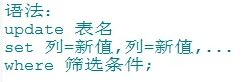 语法：
update 表名
set 列=新值,列=新值,...
where 筛选条件;